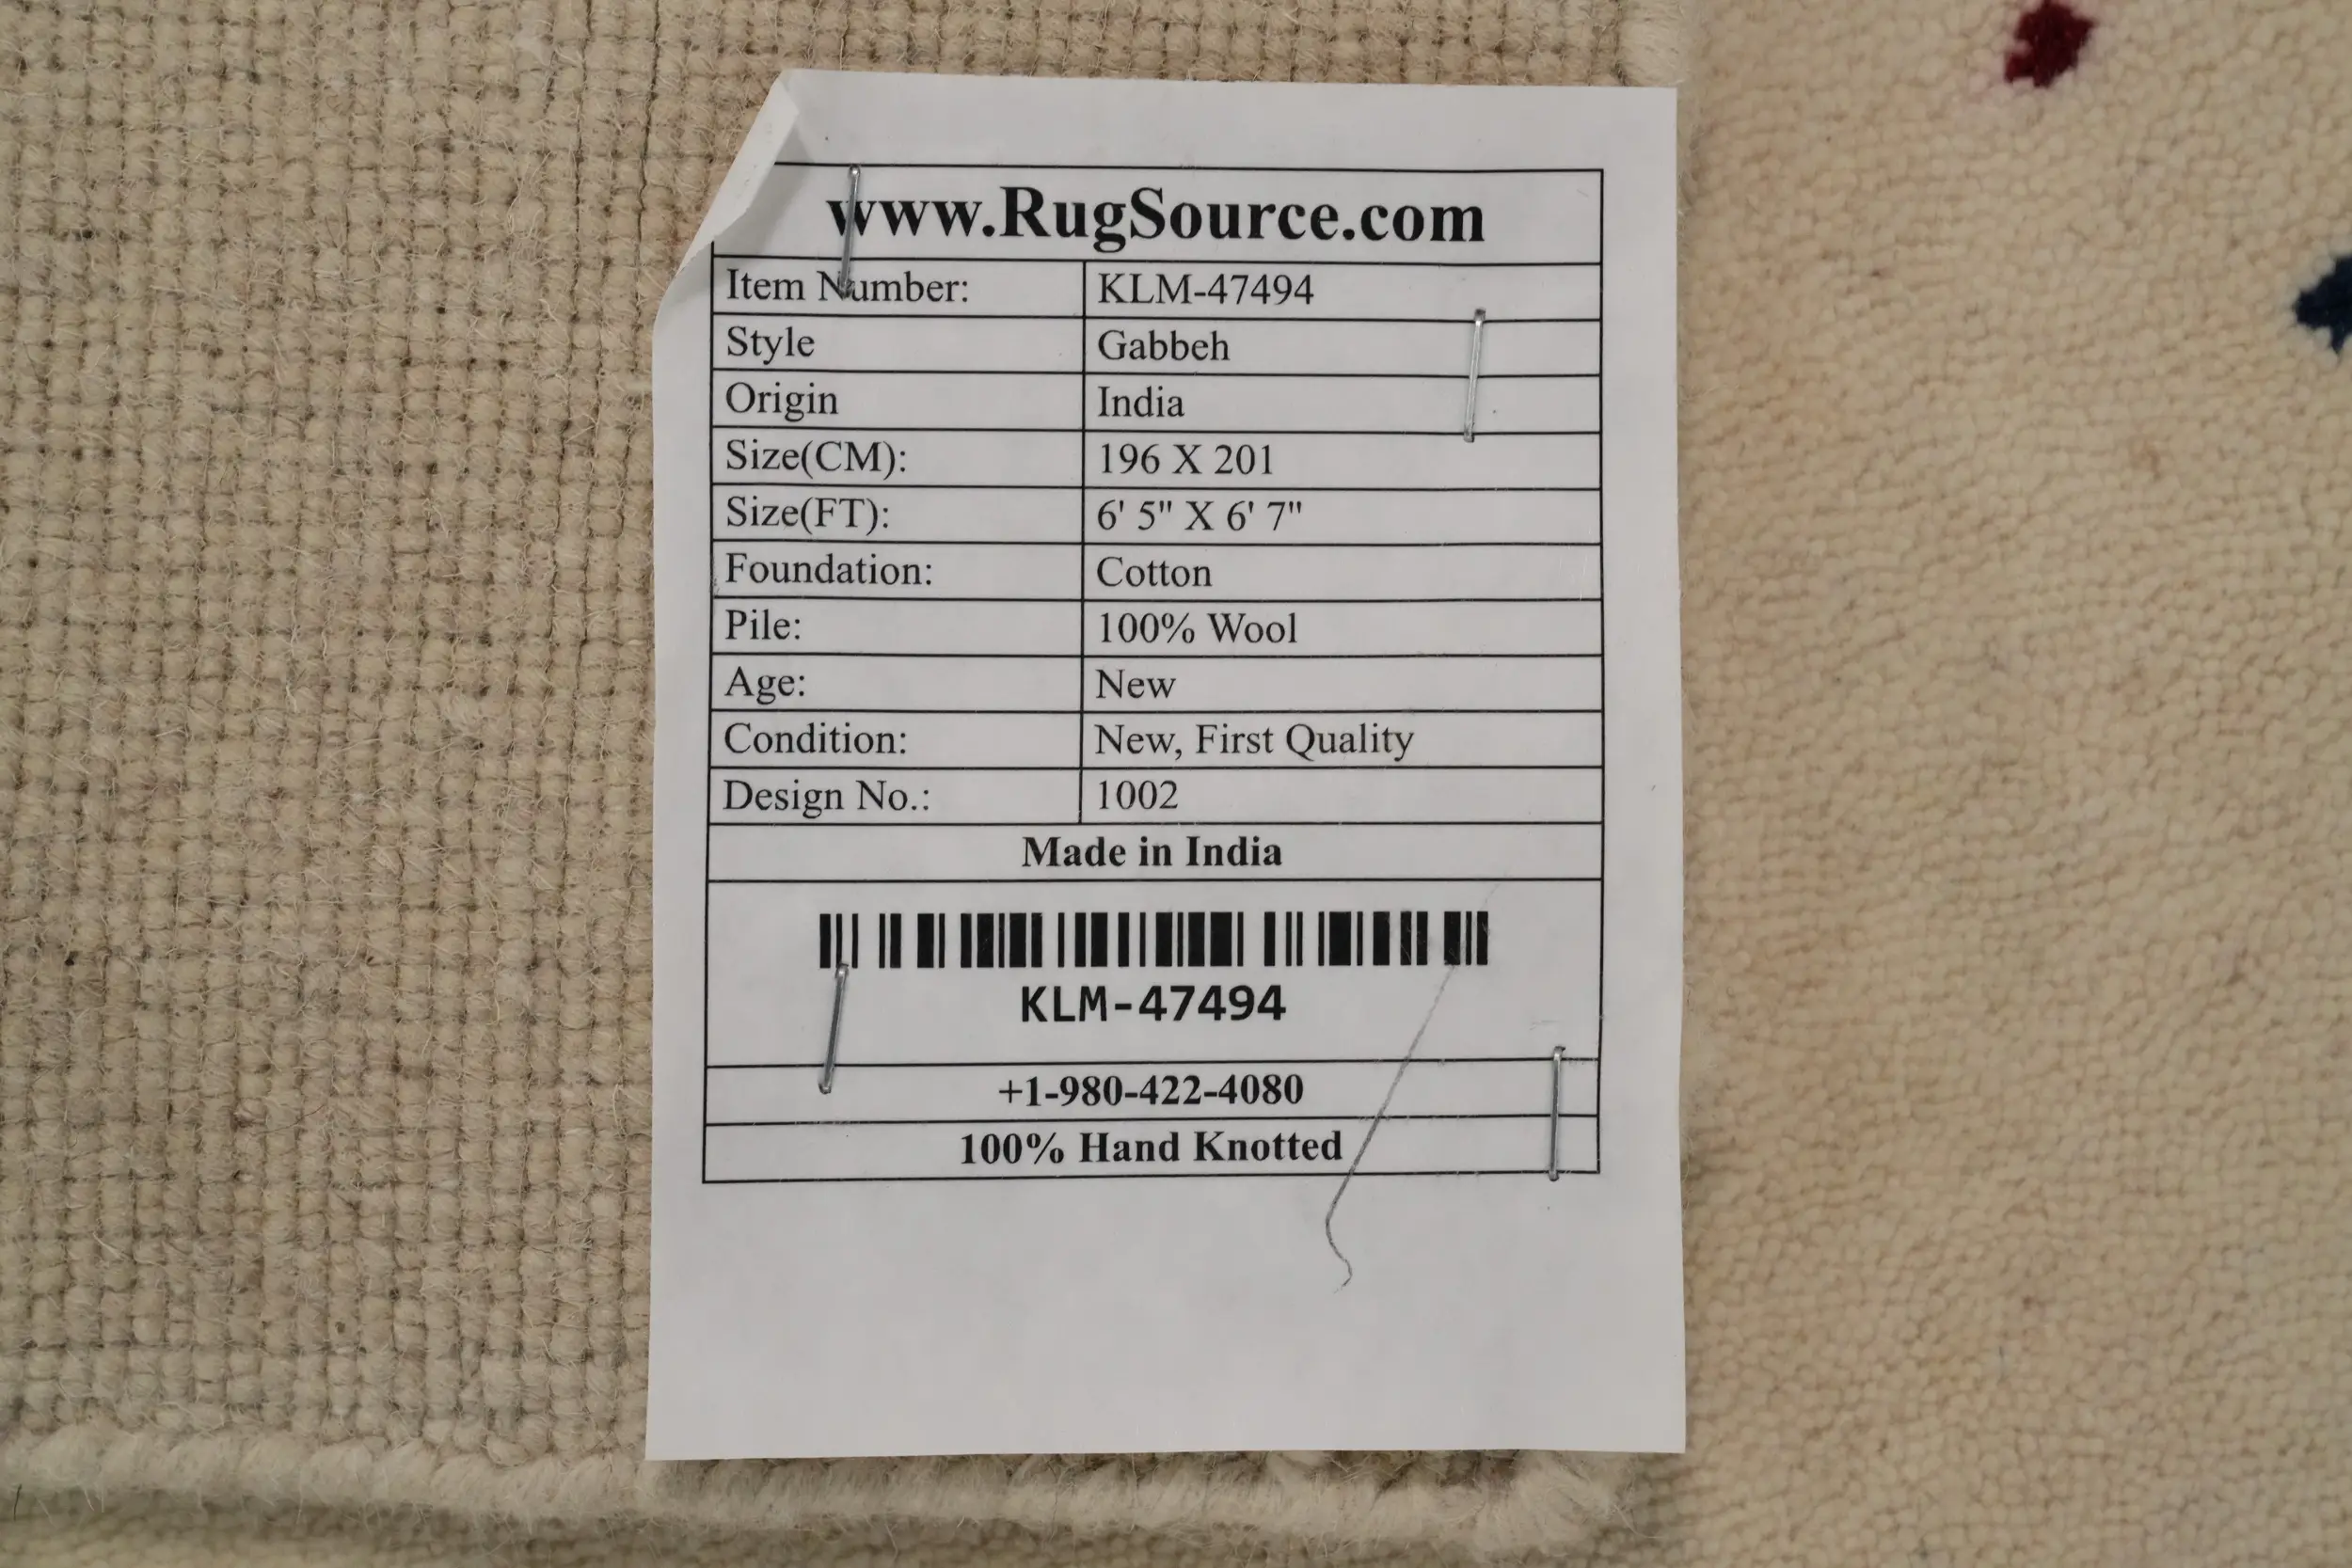 www.RugSource.com
Item Number: KLM-47494
Style Gabbeh
Origin India
Size(CM): 196 X 201
Size(FT): 6' 5" X 6' 7"
Foundation: Cotton
Pile: 100% Wool
Age: New
Condition: New, First Quality
Design No.: 1002
Made in India
KLM-47494
+1-980-422-4080
100% Hand Knotted